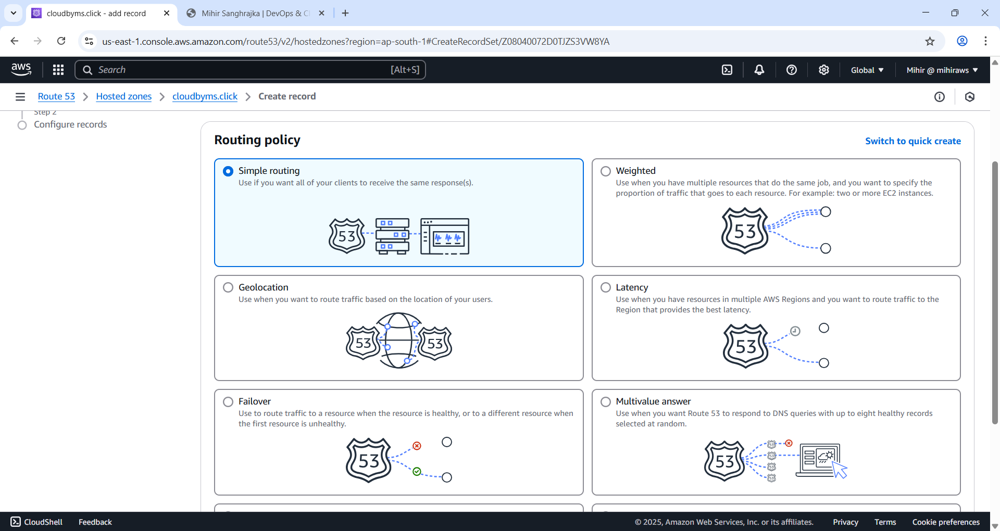 cloudbyms.click - add record
Mihir Sanghrajka | DevOps & Cl
us-east-1.console.aws.amazon.com/route53/v2/hostedzones?region=ap-south-1#CreateRecordSet/Z08040072D0TJZS3VW8YA
aws
Search
[Alt+S]
Global
Mihir @ mihiraws
Route 53
Hosted zones
cloudbyms.click
Create record
Step 2
Configure records
Routing policy
Switch to quick create
Simple routing
Use if you want all of your clients to receive the same response(s).
53
Weighted
Use when you have multiple resources that do the same job, and you want to specify the
proportion of traffic that goes to each resource. For example: two or more EC2 instances.
53
Geolocation
Use when you want to route traffic based on the location of your users.
53
53
Latency
Use when you have resources in multiple AWS Regions and you want to route traffic to the
Region that provides the best latency.
53
Failover
Use to route traffic to a resource when the resource is healthy, or to a different resource when
the first resource is unhealthy.
53
Multivalue answer
Use when you want Route 53 to respond to DNS queries with up to eight healthy records
selected at random.
53
53
53
53
53
CloudShell
Feedback
© 2025, Amazon Web Services, Inc. or its affiliates.
Privacy
Terms
Cookie preferences